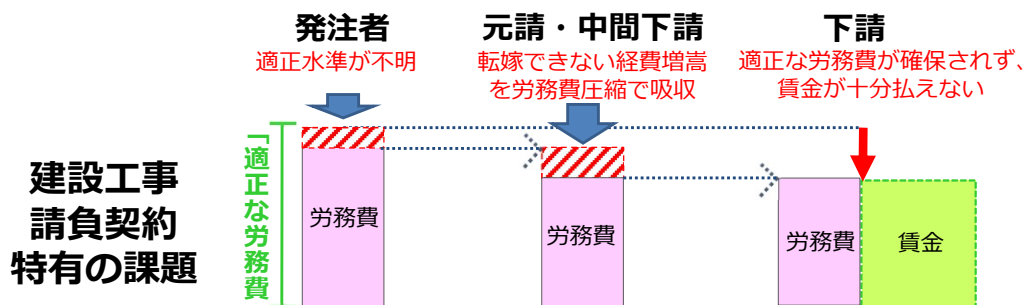 発注者
適正水準が不明
元請・中間下請
転嫁できない経費増嵩
を労務費圧縮で吸収
下請
適正な労務費が確保されず、
賃金が十分払えない
建設工事
請負契約
特有の課題
「適正な労務費
労務費
労務費
労務費
賃金